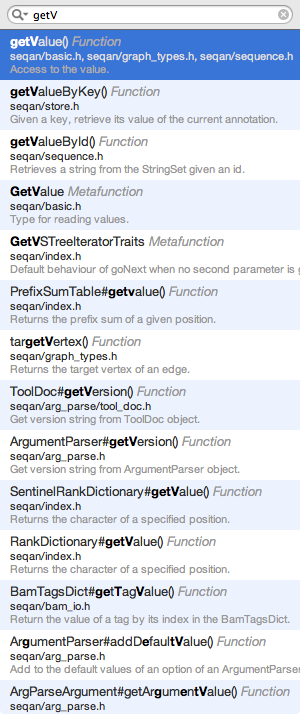 getV
getValue() Function
seqan/basic.h, seqan/graph_types.h, seqan/sequence.h
Access to the value.
getValueByKey() Function
seqan/store.h
Given a key, retrieve its value of the current annotation.
getValueById() Function
seqan/sequence.h
Retrieves a string from the StringSet given an id.
GetValue Metafunction
seqan/basic.h
Type for reading values.
GetVSTreeIteratorTraits Metafunction
seqan/index.h
Default behaviour of goNext when no second parameter is g
PrefixSumTable#getvalue() Function
seqan/index.h
Returns the prefix sum of a given position.
targetVertex() Function
seqan/graph_types.h
Returns the target vertex of an edge.
ToolDoc#getVersion() Function
seqan/arg_parse/tool_doc.h
Get version string from ToolDoc object.
ArgumentParser#getVersion() Function
seqan/arg_parse.h
Get version string from ArgumentParser object.
SentinelRankDictionary#getValue() Function
seqan/index.h
Returns the character of a specified position.
RankDictionary#getValue() Function
seqan/index.h
Returns the character of a specified position.
BamTagsDict#getTagValue() Function
seqan/bam_io.h
Return the value of a tag by its index in the BamTagsDict.
ArgumentParser#addDefaultValue() Function
seqan/arg_parse.h
Add to the default values of an option of an ArgumentParser
ArgParseArgument#getArgumentValue() Function
seqan/arg_parse.h